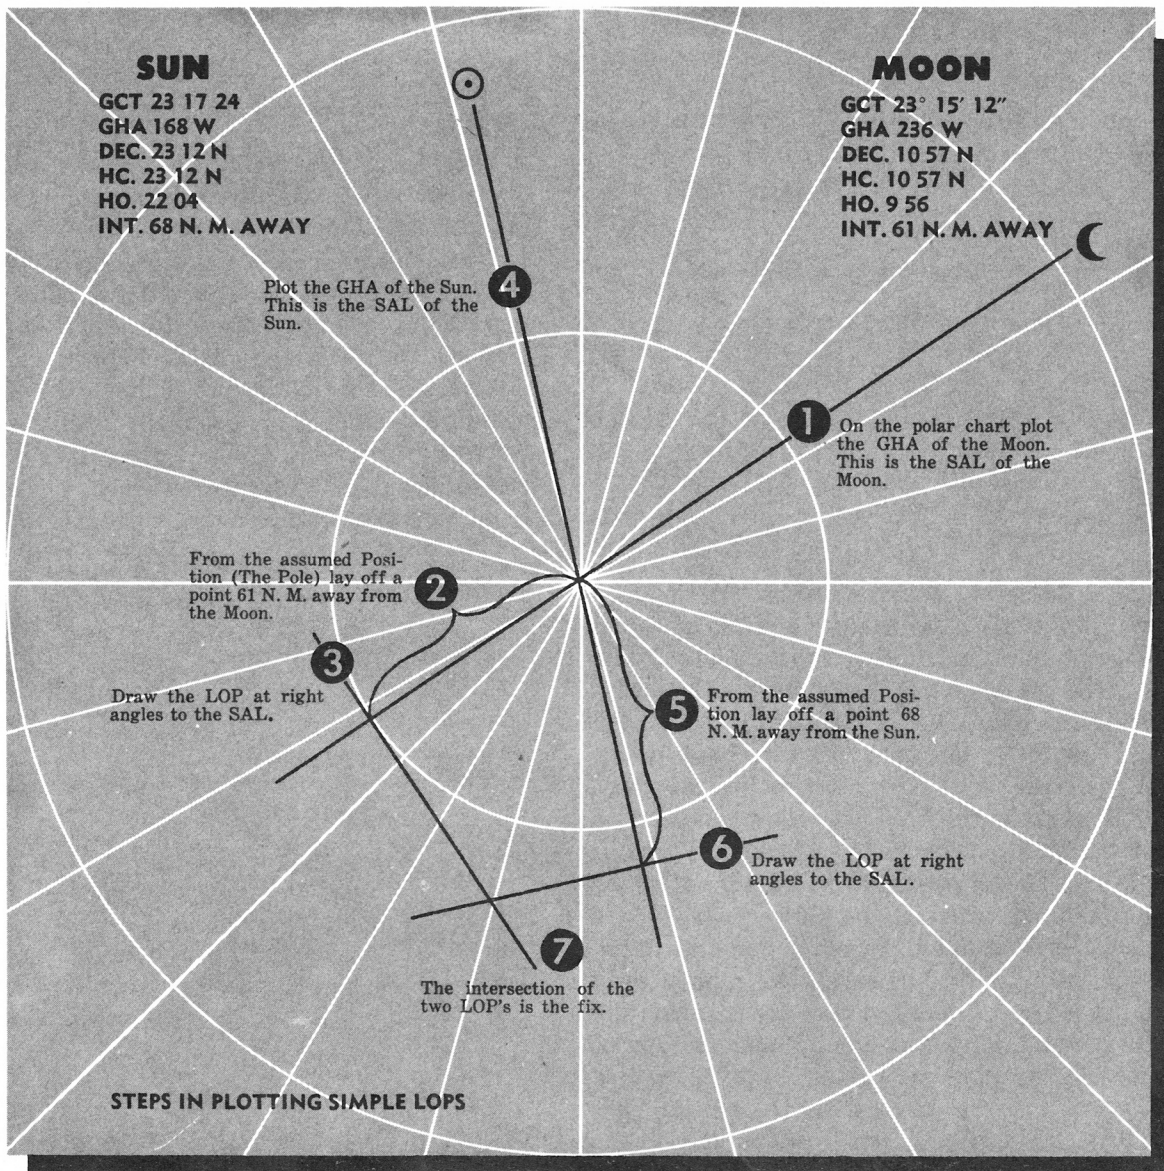 SUN
GCT 23 17 24
GHA 168 W
DEC. 23 12 N
HC. 23 12 N
HO. 22 04
INT. 68 N. M. AWAY
MOON
GCT 23° 15′ 12″
GHA 236 W
DEC. 10 57 N
HC. 10 57 N
HO. 9 56
INT. 61 N. M. AWAY
4
Plot the GHA of the Sun.
This is the SAL of the
Sun.
1
On the polar chart plot
the GHA of the Moon.
This is the SAL of the
Moon.
From the assumed Posi-
tion (The Pole) lay off a
point 61 N. M. away from
the Moon.
2
3
Draw the LOP at right
angles to the SAL.
5
From the assumed Posi-
tion lay off a point 68
N. M. away from the Sun.
6
Draw the LOP at right
angles to the SAL.
7
The intersection of the
two LOP's is the fix.
STEPS IN PLOTTING SIMPLE LOPS